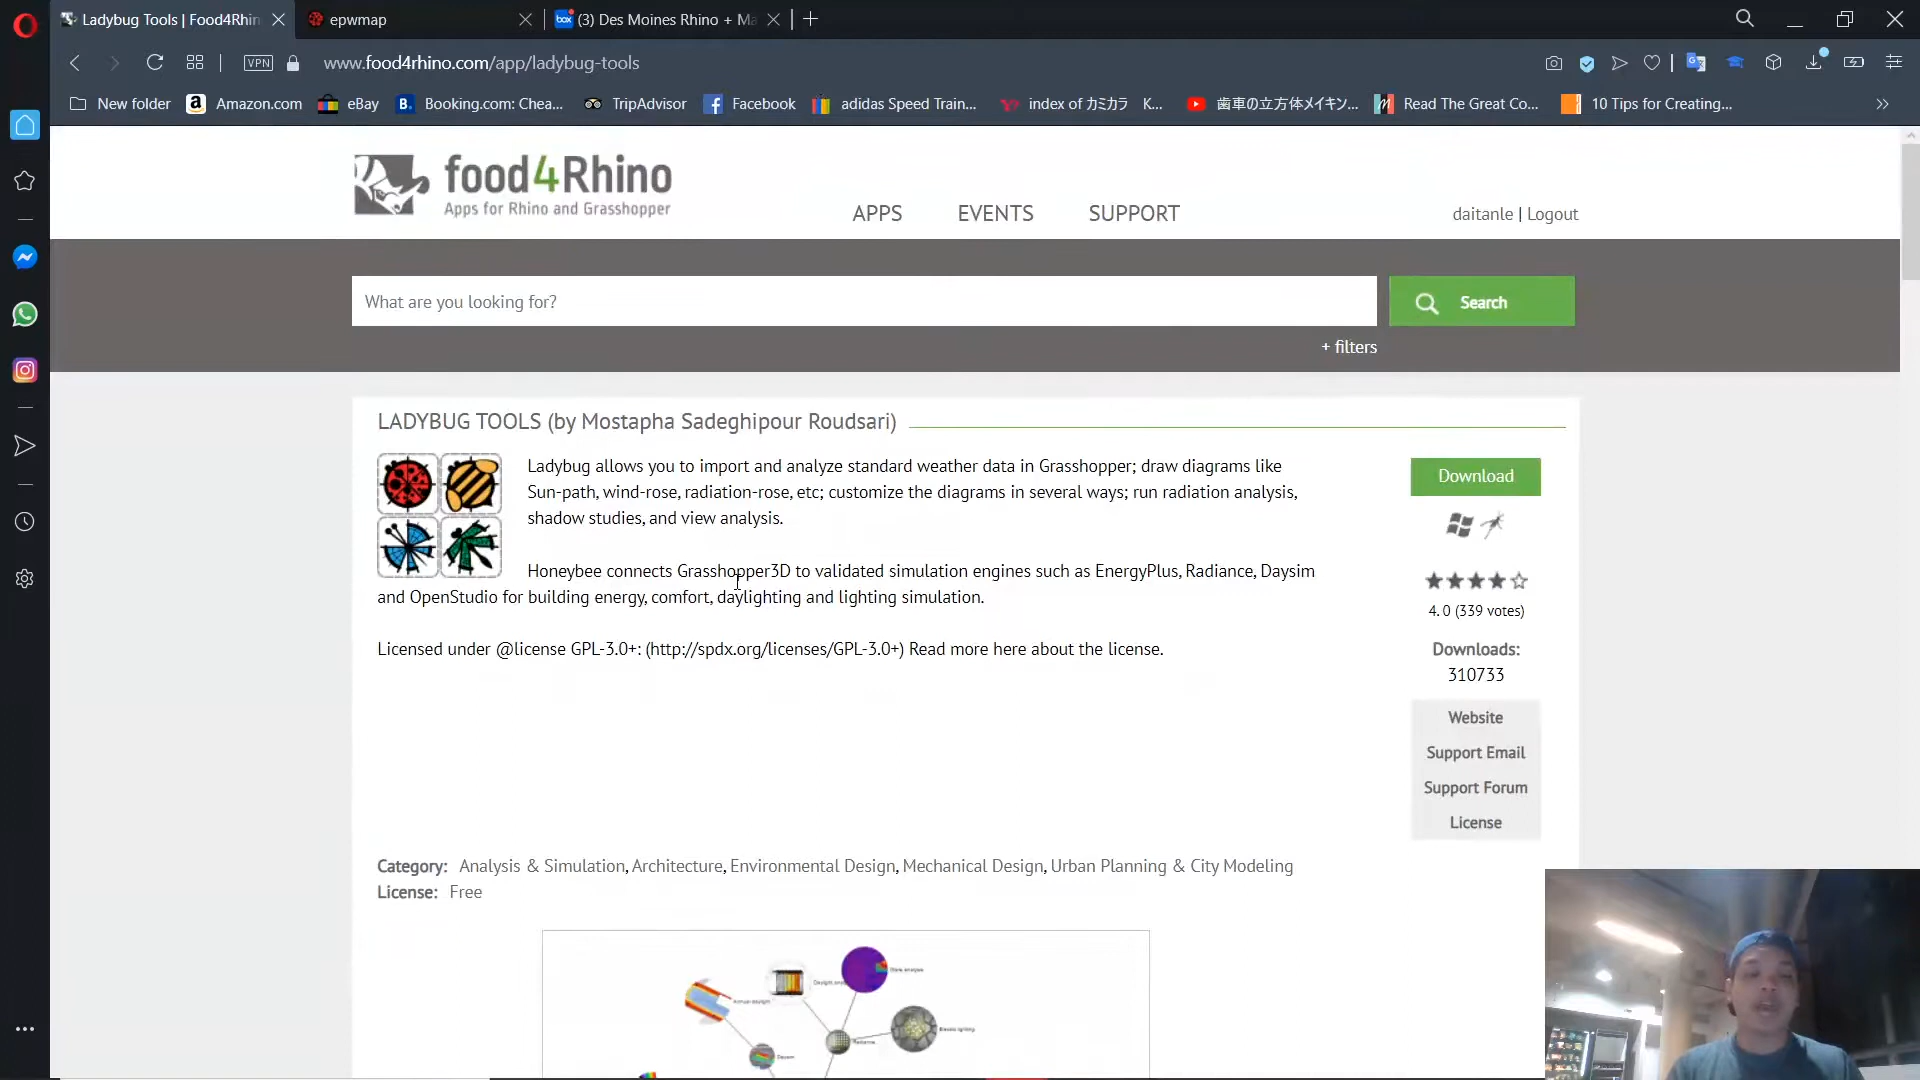 Ladybug Tools | Food4Rhin
epwmap
box (3) Des Moines Rhino + Ma
VPN
www.food4rhino.com/app/ladybug-tools
New folder
Amazon.com
eBay
Booking.com: Chea...
TripAdvisor
Facebook
adidas Speed Train...
index of カミカラ K...
歯車の立方体メイキン...
Read The Great Co...
10 Tips for Creating...
food4Rhino
Apps for Rhino and Grasshopper
APPS
EVENTS
SUPPORT
daitanle | Logout
What are you looking for?
Search
+ filters
LADYBUG TOOLS (by Mostapha Sadeghipour Roudsari)
Ladybug allows you to import and analyze standard weather data in Grasshopper; draw diagrams like
Sun-path, wind-rose, radiation-rose, etc; customize the diagrams in several ways; run radiation analysis,
shadow studies, and view analysis.
Honeybee connects Grasshopper3D to validated simulation engines such as EnergyPlus, Radiance, Daysim
and OpenStudio for building energy, comfort, daylighting and lighting simulation.
Licensed under @license GPL-3.0+: (http://spdx.org/licenses/GPL-3.0+) Read more here about the license.
Download
4.0 (339 votes)
Downloads:
310733
Website
Support Email
Support Forum
License
Category: Analysis & Simulation, Architecture, Environmental Design, Mechanical Design, Urban Planning & City Modeling
License: Free
Daysim
Radiance